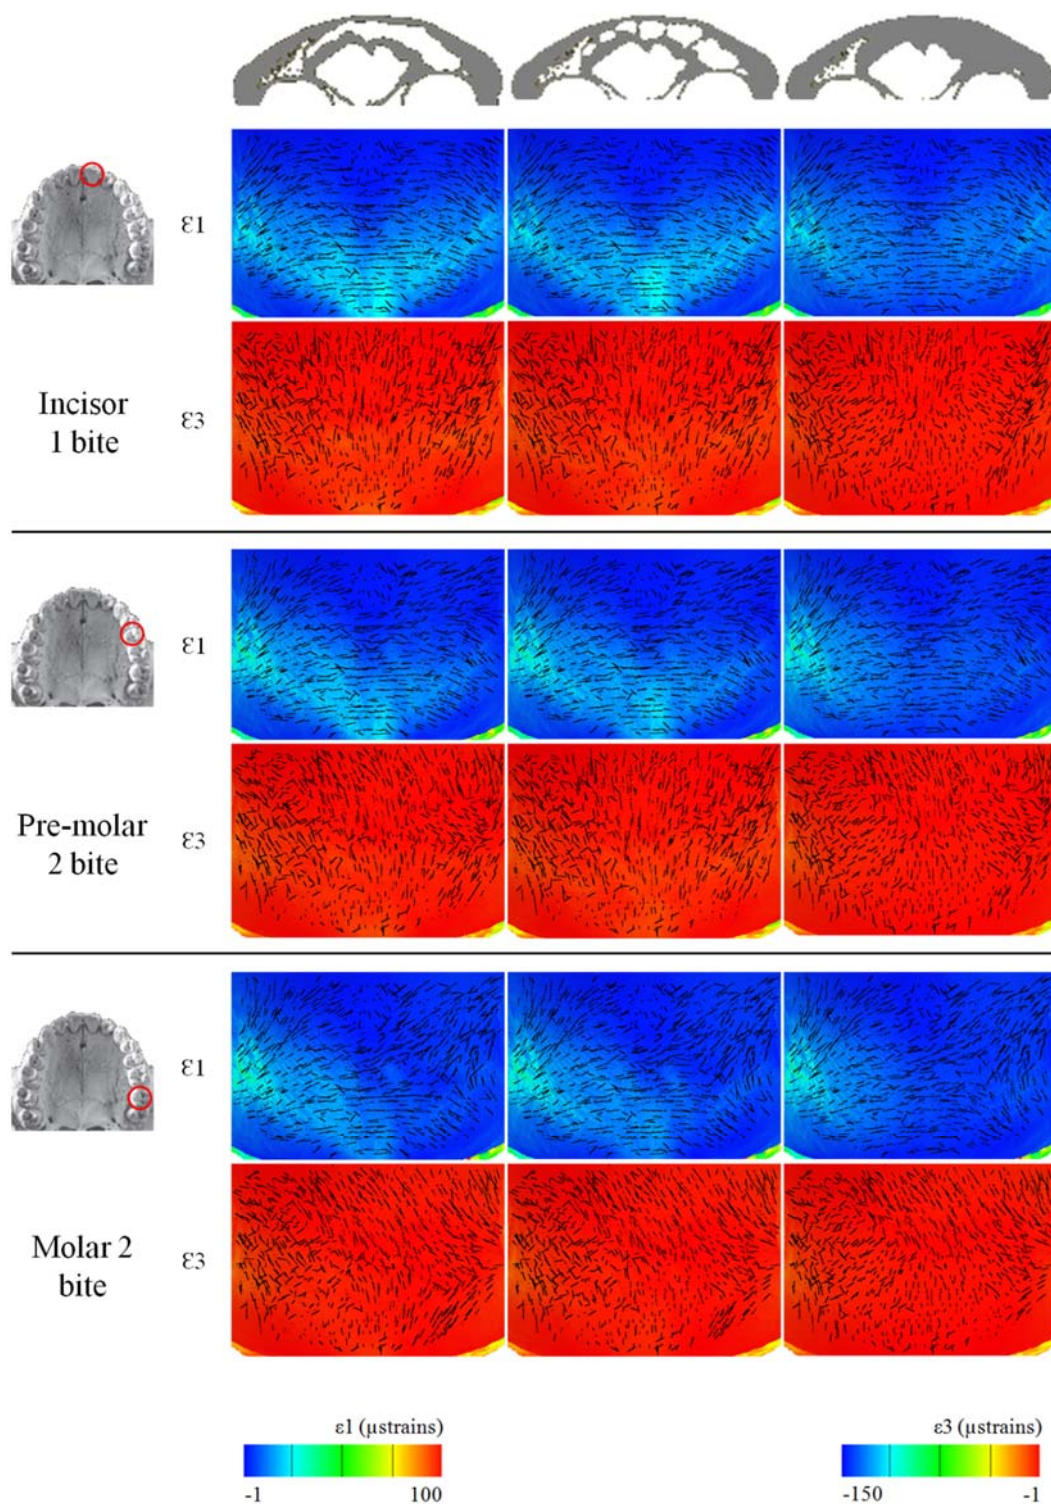 ε1
Incisor
1 bite
ε3
ε1
Pre-molar
2 bite
ε3
ε1
Molar 2
bite
ε3
ε1 (μstrains)
-1 100
ε3 (μstrains)
-150 -1